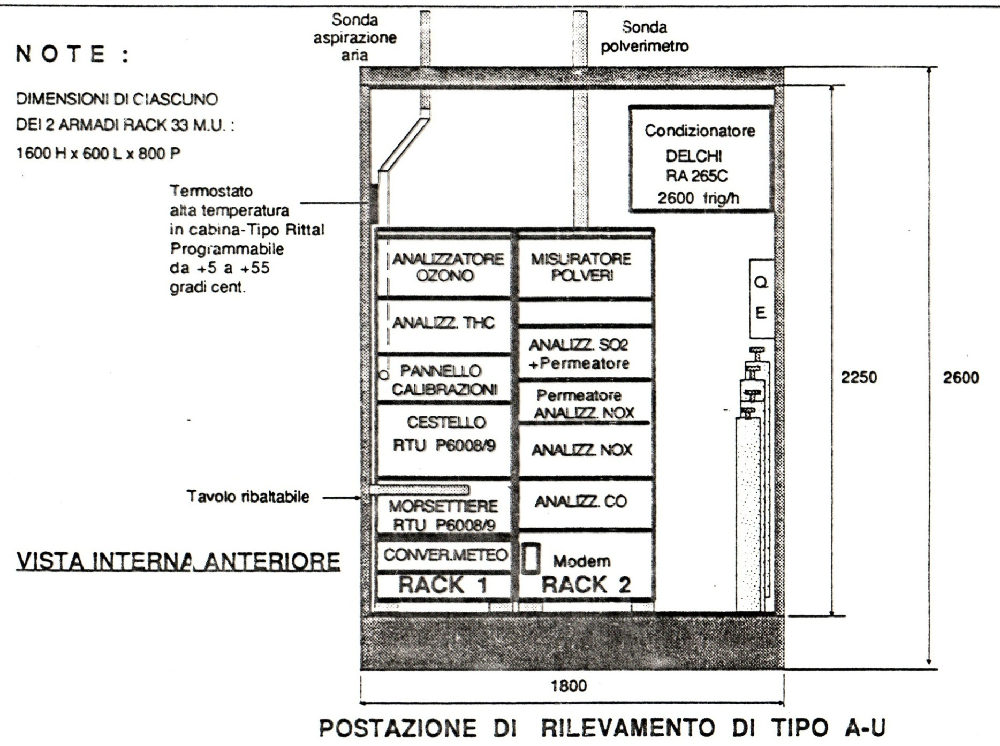 Sonda
aspirazione
aria
Sonda
polverimetro
NOTE :
DIMENSIONI DI CIASCUNO
DEI 2 ARMADI RACK 33 M.U. :
1600 H x 600 L x 800 P
Condizionatore
DELCHI
RA 265C
2600 frig/h
Termostato
alta temperatura
in cabina-Tipo Rittal
Programmabile
da +5 a +55
gradi cent.
ANALIZZATORE
OZONO
ANALIZZ. THC
PANNELLO
CALIBRAZIONI
CESTELLO
RTU P6008/9
MORSETTIERE
RTU P6008/9
CONVER.METEO
RACK 1
MISURATORE
POLVERI
ANALIZZ. SO2
+Permeatore
Permeatore
ANALIZZ. NOX
ANALIZZ. NOX
ANALIZZ. CO
Modem
RACK 2
Q
E
2250
2600
Tavolo ribaltabile
VISTA INTERNA ANTERIORE
1800
POSTAZIONE DI RILEVAMENTO DI TIPO A-U